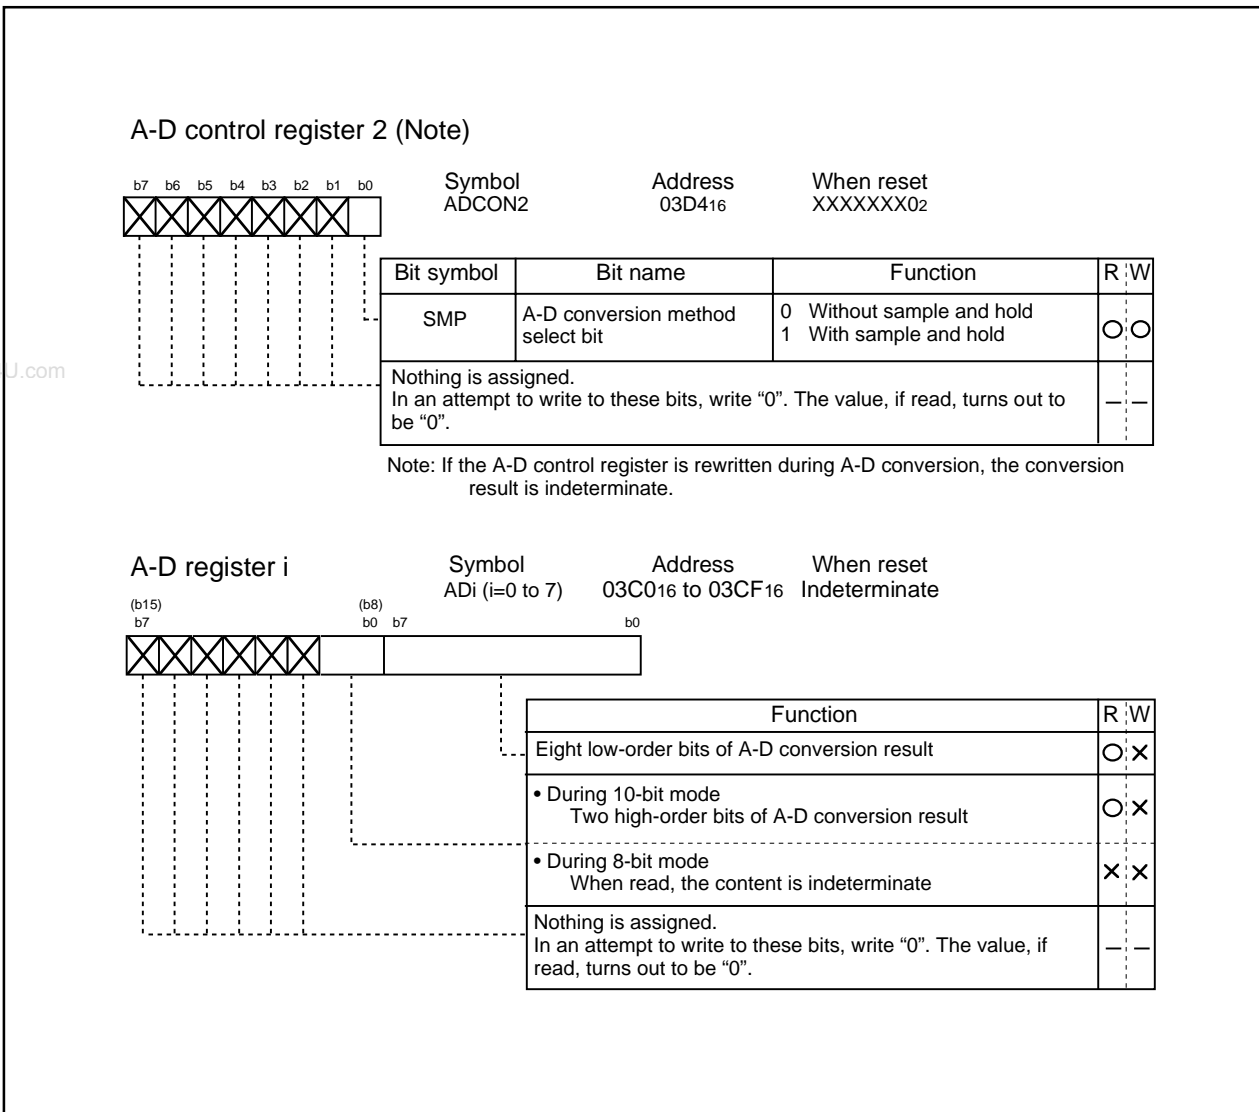 A-D control register 2 (Note)
b7 b6 b5 b4 b3 b2 b1 b0
Symbol Address When reset
ADCON2 03D416 XXXXXXX02
Bit symbol Bit name Function R W
SMP A-D conversion method select bit 0 Without sample and hold
1 With sample and hold
Nothing is assigned.
In an attempt to write to these bits, write “0”. The value, if read, turns out to
be “0”.
U.com
Note: If the A-D control register is rewritten during A-D conversion, the conversion
result is indeterminate.
A-D register i
Symbol Address When reset
ADi (i=0 to 7) 03C016 to 03CF16 Indeterminate
(b15) (b8)
b7 b0 b7 b0
Function R W
Eight low-order bits of A-D conversion result
• During 10-bit mode
Two high-order bits of A-D conversion result
• During 8-bit mode
When read, the content is indeterminate
Nothing is assigned.
In an attempt to write to these bits, write “0”. The value, if
read, turns out to be “0”.